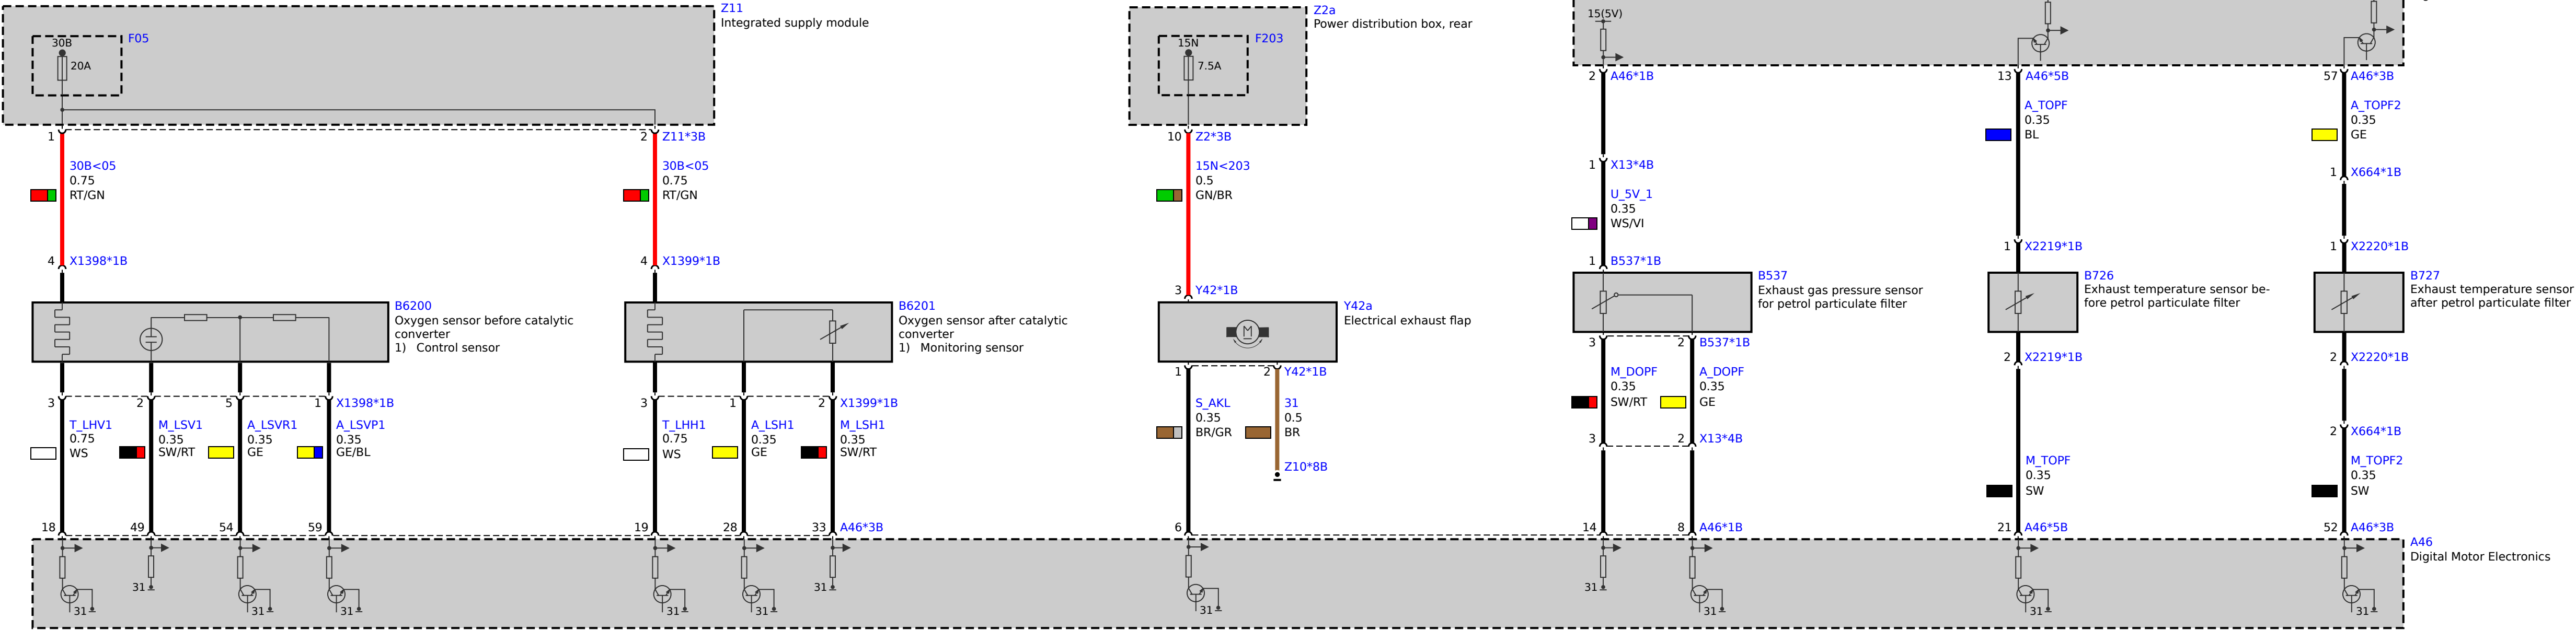 Z11
Integrated supply module
F05
30B
20A
Z2a
Power distribution box, rear
F203
15N
7.5A
15(5V)
1
2 Z11*3B
10 Z2*3B
2 A46*1B
13 A46*5B
57 A46*3B
30B<05
0.75
RT/GN
30B<05
0.75
RT/GN
15N<203
0.5
GN/BR
1 X13*4B
U_5V_1
0.35
WS/VI
A_TOPF
0.35
BL
A_TOPF2
0.35
GE
1 X664*1B
4 X1398*1B
4 X1399*1B
3 Y42*1B
1 B537*1B
1 X2219*1B
1 X2220*1B
B6200
Oxygen sensor before catalytic
converter
1) Control sensor
B6201
Oxygen sensor after catalytic
converter
1) Monitoring sensor
Y42a
Electrical exhaust flap
M
B537
Exhaust gas pressure sensor
for petrol particulate filter
B726
Exhaust temperature sensor be-
fore petrol particulate filter
B727
Exhaust temperature sensor
after petrol particulate filter
3 2 5 1 X1398*1B
3 1 2 X1399*1B
1 2 Y42*1B
3 2 B537*1B
2 X2219*1B
2 X2220*1B
T_LHV1
0.75
WS
M_LSV1
0.35
SW/RT
A_LSVR1
0.35
GE
A_LSVP1
0.35
GE/BL
T_LHH1
0.75
WS
A_LSH1
0.35
GE
M_LSH1
0.35
SW/RT
S_AKL
0.35
BR/GR
31
0.5
BR
Z10*8B
M_DOPF
0.35
SW/RT
A_DOPF
0.35
GE
3 2 X13*4B
M_TOPF
0.35
SW
2 X664*1B
M_TOPF2
0.35
SW
18 49 54 59 19 28 33 A46*3B
6 14 8 A46*1B
21 A46*5B
52 A46*3B
A46
Digital Motor Electronics
31 31 31 31 31 31 31 31 31 31 31 31